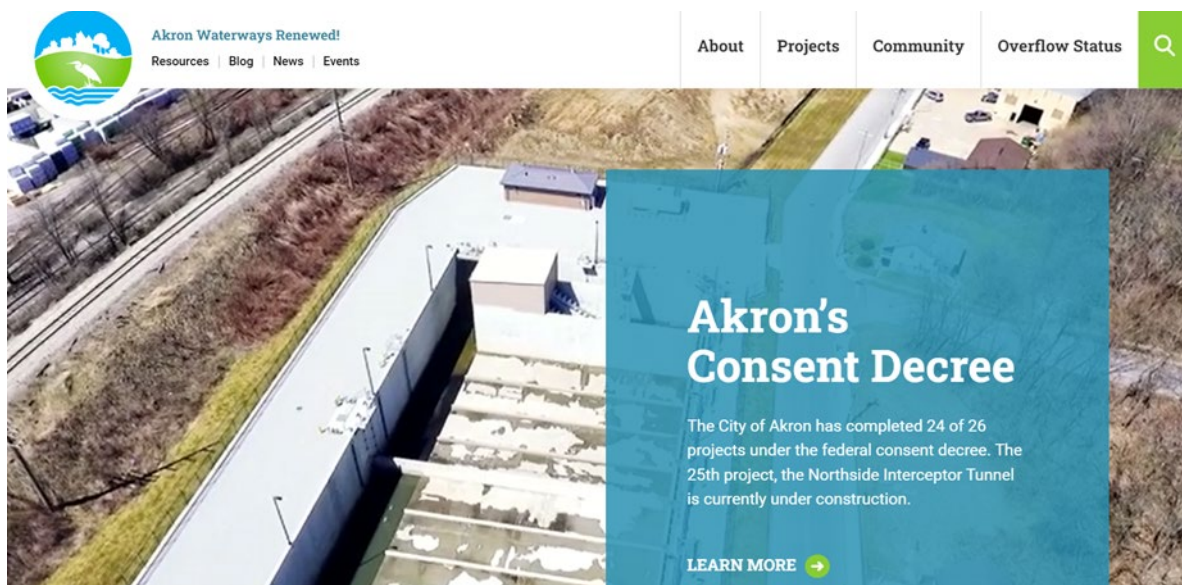 Akron Waterways Renewed!
Resources | Blog | News | Events
About
Projects
Community
Overflow Status
Akron's
Consent Decree
The City of Akron has completed 24 of 26
projects under the federal consent decree. The
25th project, the Northside Interceptor Tunnel
is currently under construction.
LEARN MORE